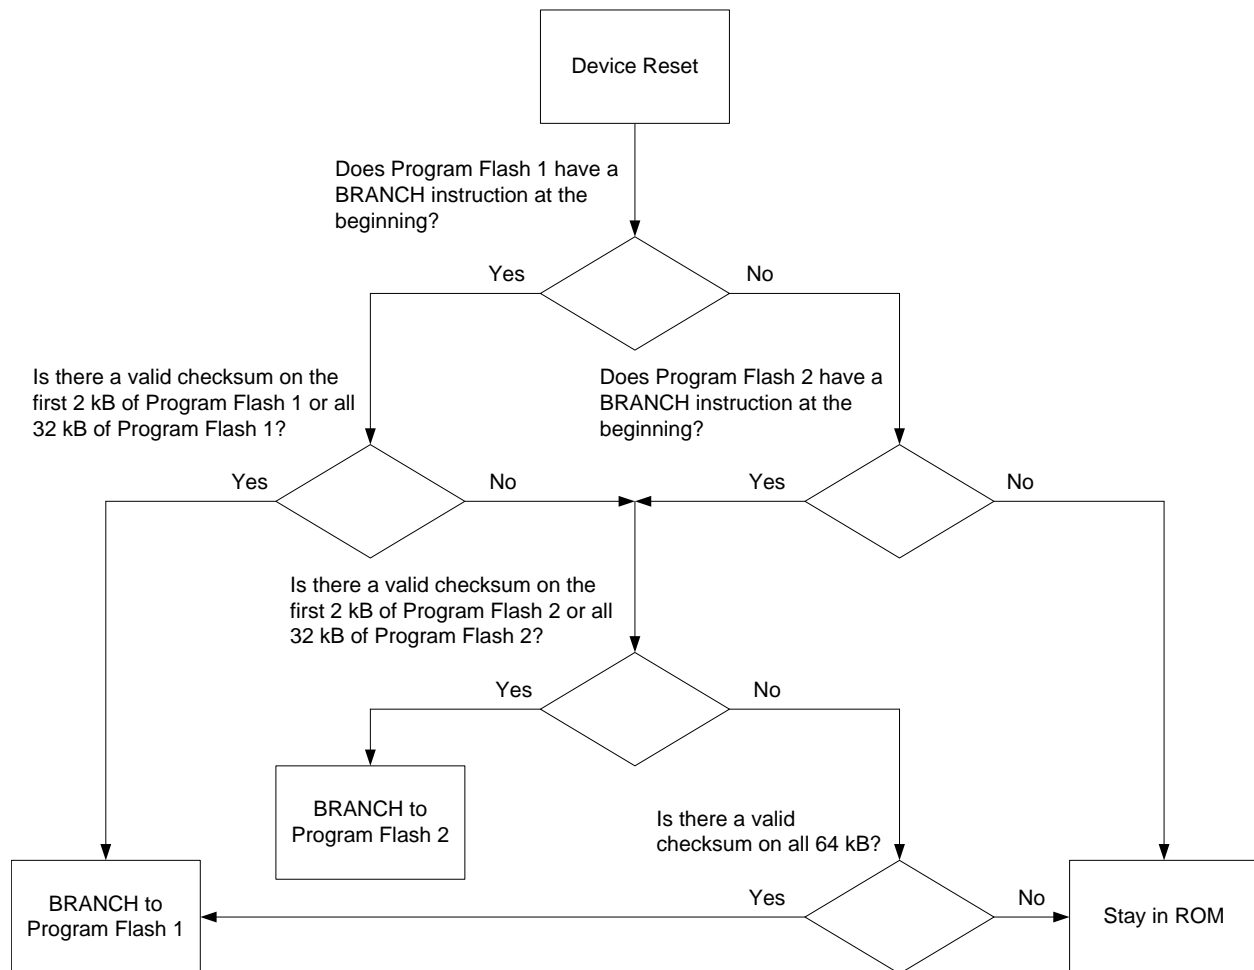 Device Reset
Does Program Flash 1 have a
BRANCH instruction at the
beginning?
Yes
No
Is there a valid checksum on the
first 2 kB of Program Flash 1 or all
32 kB of Program Flash 1?
Does Program Flash 2 have a
BRANCH instruction at the
beginning?
Yes
No
Yes
No
Is there a valid checksum on the
first 2 kB of Program Flash 2 or all
32 kB of Program Flash 2?
Yes
No
BRANCH to
Program Flash 2
Is there a valid
checksum on all 64 kB?
BRANCH to
Program Flash 1
Yes
No
Stay in ROM